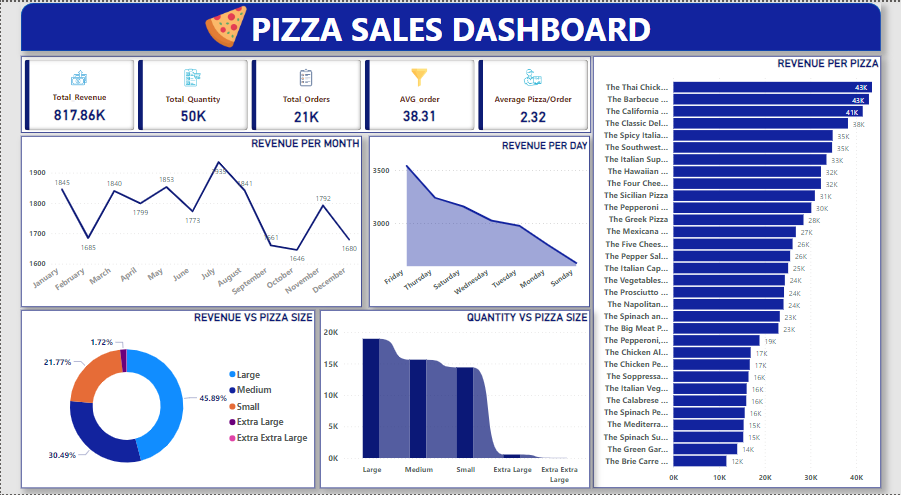 PIZZA SALES DASHBOARD
Total Revenue
817.86K
Total Quantity
50K
Total Orders
21K
AVG order
38.31
Average Pizza/Order
2.32
REVENUE PER MONTH
1900
1800
1700
1600
1845
1685
1840
1799
1853
1773
1935
1841
1661
1646
1792
1680
January
February
March
April
May
June
July
August
September
October
November
December
REVENUE PER DAY
3500
3000
Friday
Thursday
Saturday
Wednesday
Tuesday
Monday
Sunday
REVENUE VS PIZZA SIZE
1.72%
21.77%
45.89%
30.49%
Large
Medium
Small
Extra Large
Extra Extra Large
QUANTITY VS PIZZA SIZE
20K
15K
10K
5K
0K
Large
Medium
Small
Extra Large
Extra Extra
Large
REVENUE PER PIZZA
The Thai Chick... 43K
The Barbecue ... 43K
The California ... 41K
The Classic Del... 38K
The Spicy Italia... 35K
The Southwest... 35K
The Italian Sup... 33K
The Hawaiian ... 32K
The Four Chee... 32K
The Sicilian Pizza 31K
The Pepperoni ... 30K
The Greek Pizza 28K
The Mexicana ... 27K
The Five Chees... 26K
The Pepper Sal... 26K
The Italian Cap... 25K
The Vegetables... 24K
The Prosciutto ... 24K
The Napolitan... 24K
The Spinach an... 23K
The Big Meat P... 23K
The Pepperoni,... 19K
The Chicken Al... 17K
The Chicken Pe... 17K
The Soppressa... 16K
The Italian Veg... 16K
The Calabrese ... 16K
The Spinach Pe... 16K
The Mediterra... 15K
The Spinach Su... 15K
The Green Gar... 14K
The Brie Carre ... 12K
0K
10K
20K
30K
40K